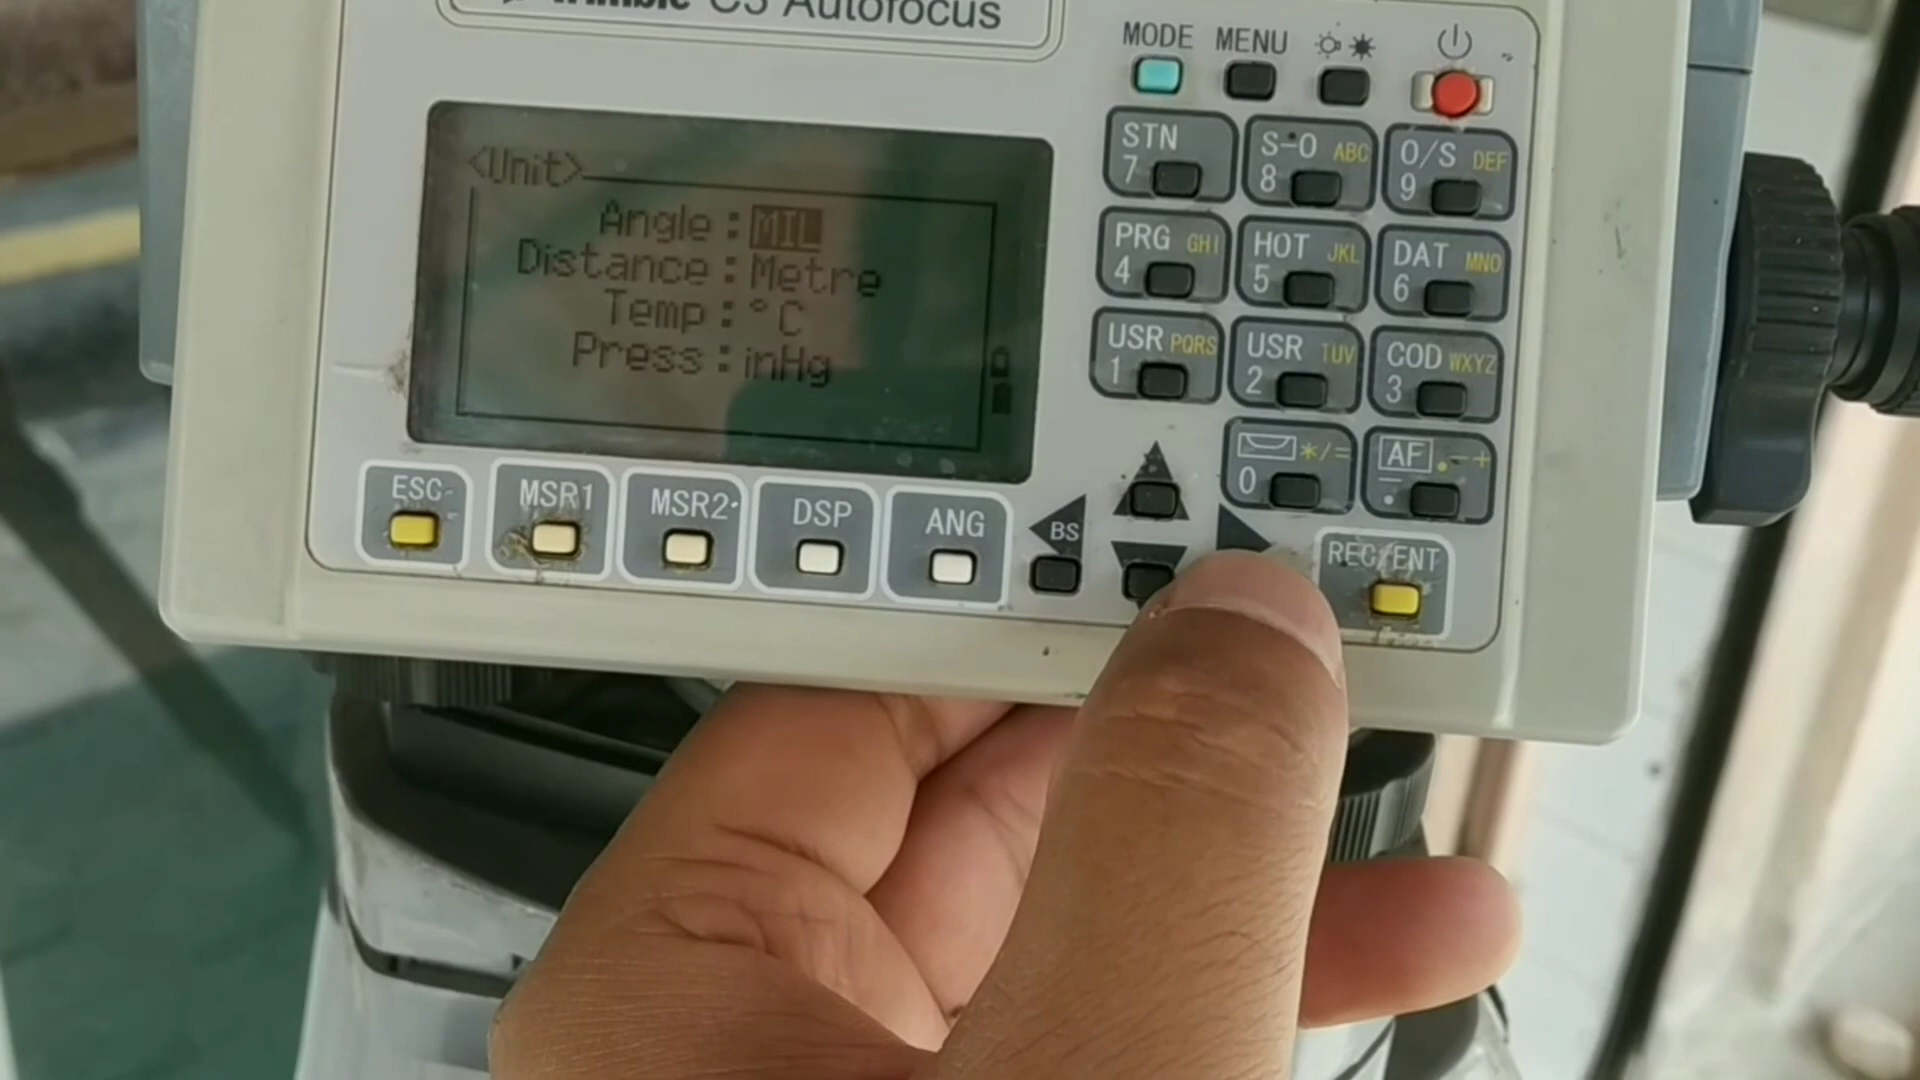 Trimble C5 Autofocus
MODE MENU
<Unit>
Angle : MIL
Distance : Metre
Temp : °C
Press : inHg
STN 7
S-O ABC 8
O/S DEF 9
PRG GHI 4
HOT JKL 5
DAT MNO 6
USR PQRS 1
USR TUV 2
COD WXYZ 3
*/= 0
AF .-+
ESC MSR1 MSR2 DSP ANG BS REC/ENT